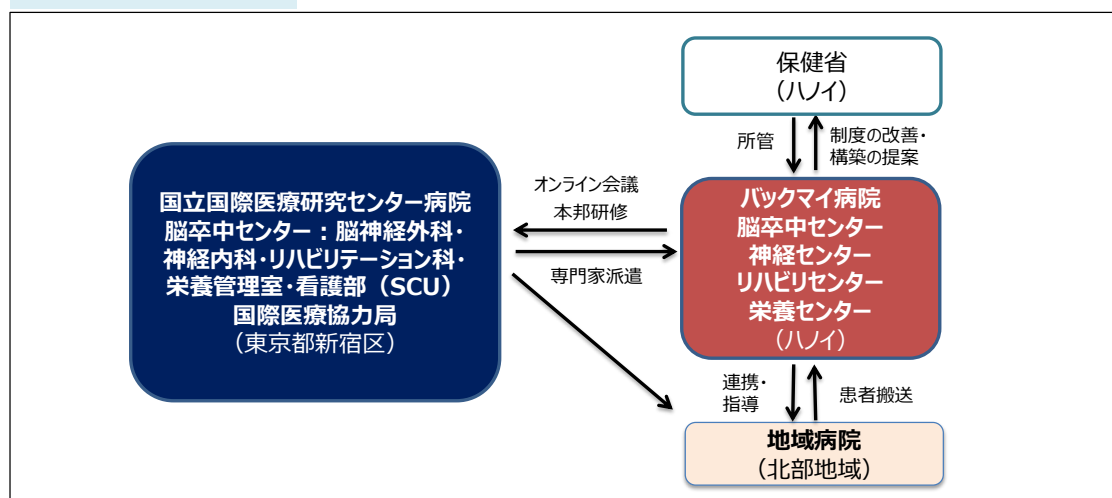 保健省
（ハノイ）
所管
制度の改善・
構築の提案
国立国際医療研究センター病院
脳卒中センター：脳神経外科・
神経内科・リハビリテーション科・
栄養管理室・看護部（SCU）
国際医療協力局
（東京都新宿区）
オンライン会議
本邦研修
専門家派遣
バックマイ病院
脳卒中センター
神経センター
リハビリセンター
栄養センター
（ハノイ）
連携・
指導
患者搬送
地域病院
（北部地域）